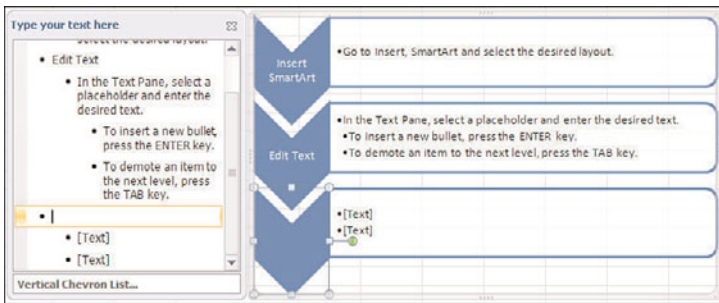 Type your text here
select the desired layout.
• Edit Text
• In the Text Pane, select a
placeholder and enter the
desired text.
• To insert a new bullet,
press the ENTER key.
• To demote an item to
the next level, press
the TAB key.
•
• [Text]
• [Text]
Vertical Chevron List...
Insert
SmartArt
•Go to Insert, SmartArt and select the desired layout.
Edit Text
•In the Text Pane, select a placeholder and enter the desired text.
•To insert a new bullet, press the ENTER key.
•To demote an item to the next level, press the TAB key.
•[Text]
•[Text]